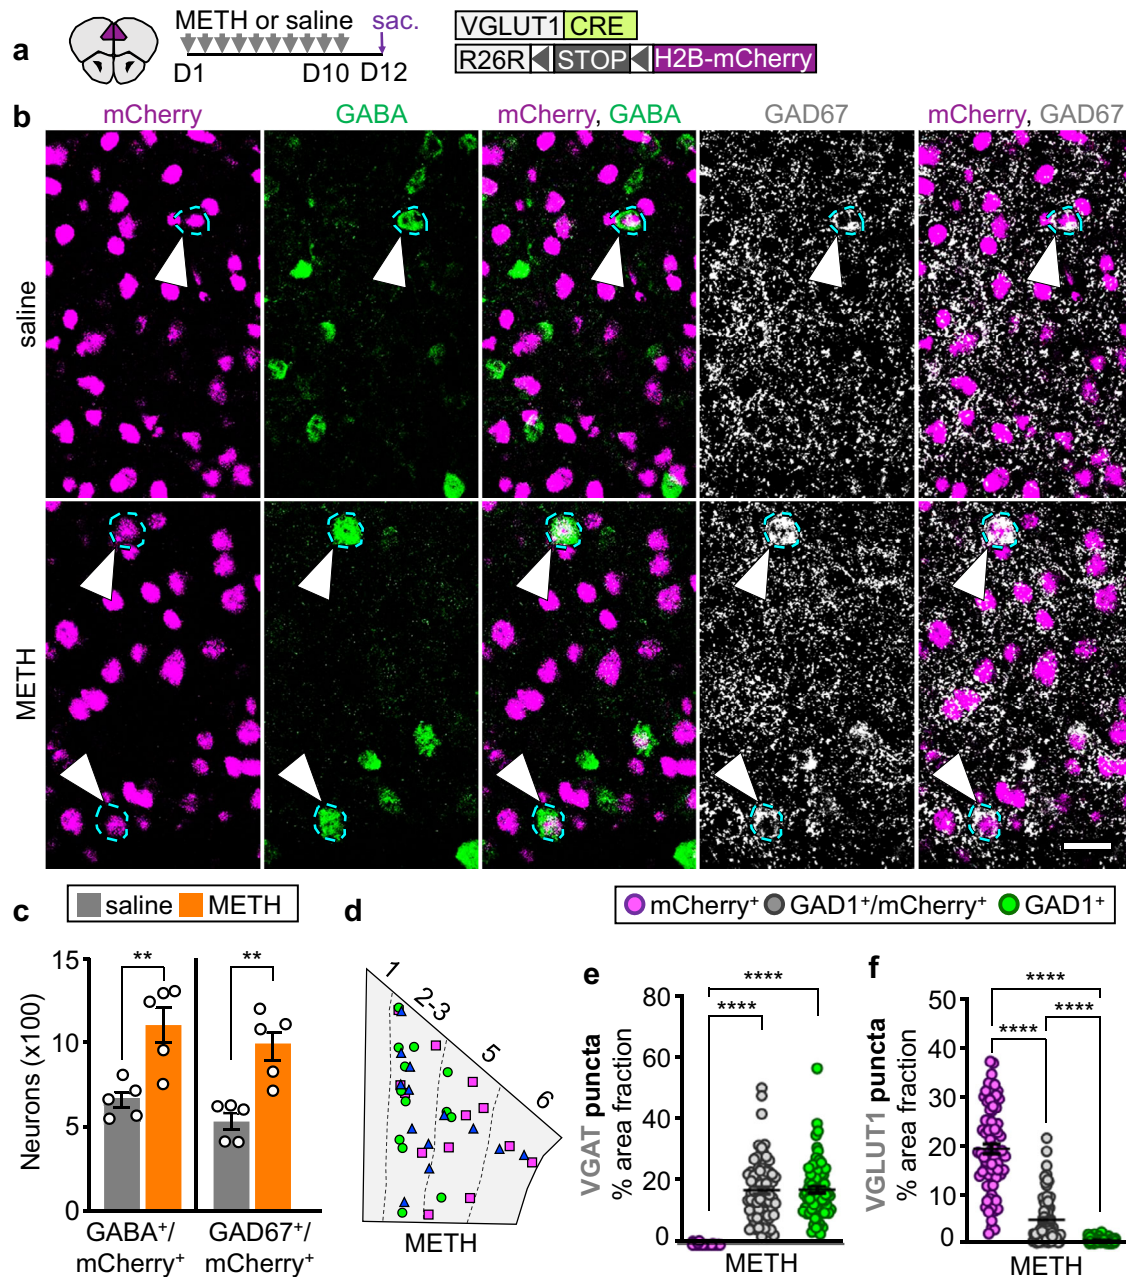 a
METH or saline
sac.
D1
D10
D12
VGLUT1 CRE
R26R STOP H2B-mCherry
b
mCherry
GABA
mCherry, GABA
GAD67
mCherry, GAD67
saline
METH
c
saline METH
Neurons (x100)
15
10
5
0
**
**
GABA⁺/
mCherry⁺
GAD67⁺/
mCherry⁺
d
1
2-3
5
6
METH
mCherry⁺ GAD1⁺/mCherry⁺ GAD1⁺
e
VGAT puncta
% area fraction
80
60
40
20
0
****
****
METH
f
VGLUT1 puncta
% area fraction
50
40
30
20
10
0
****
****
****
METH